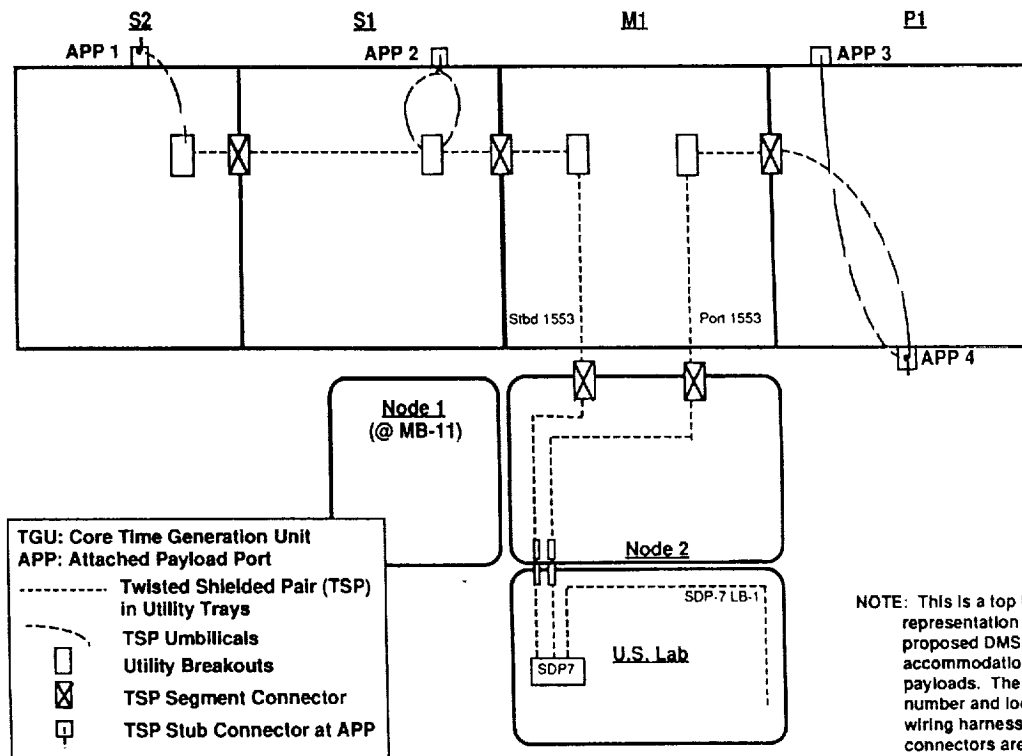 S2
S1
M1
P1
APP 1
APP 2
APP 3
Stbd 1553
Port 1553
APP 4
Node 1
(@ MB-11)
Node 2
SDP-7 LB-1
U.S. Lab
SDP7
TGU: Core Time Generation Unit
APP: Attached Payload Port
Twisted Shielded Pair (TSP)
in Utility Trays
TSP Umbilicals
Utility Breakouts
TSP Segment Connector
TSP Stub Connector at APP
NOTE: This is a top
representation
proposed DMS
accommodation
payloads. The
number and loc
wiring harness
connectors are